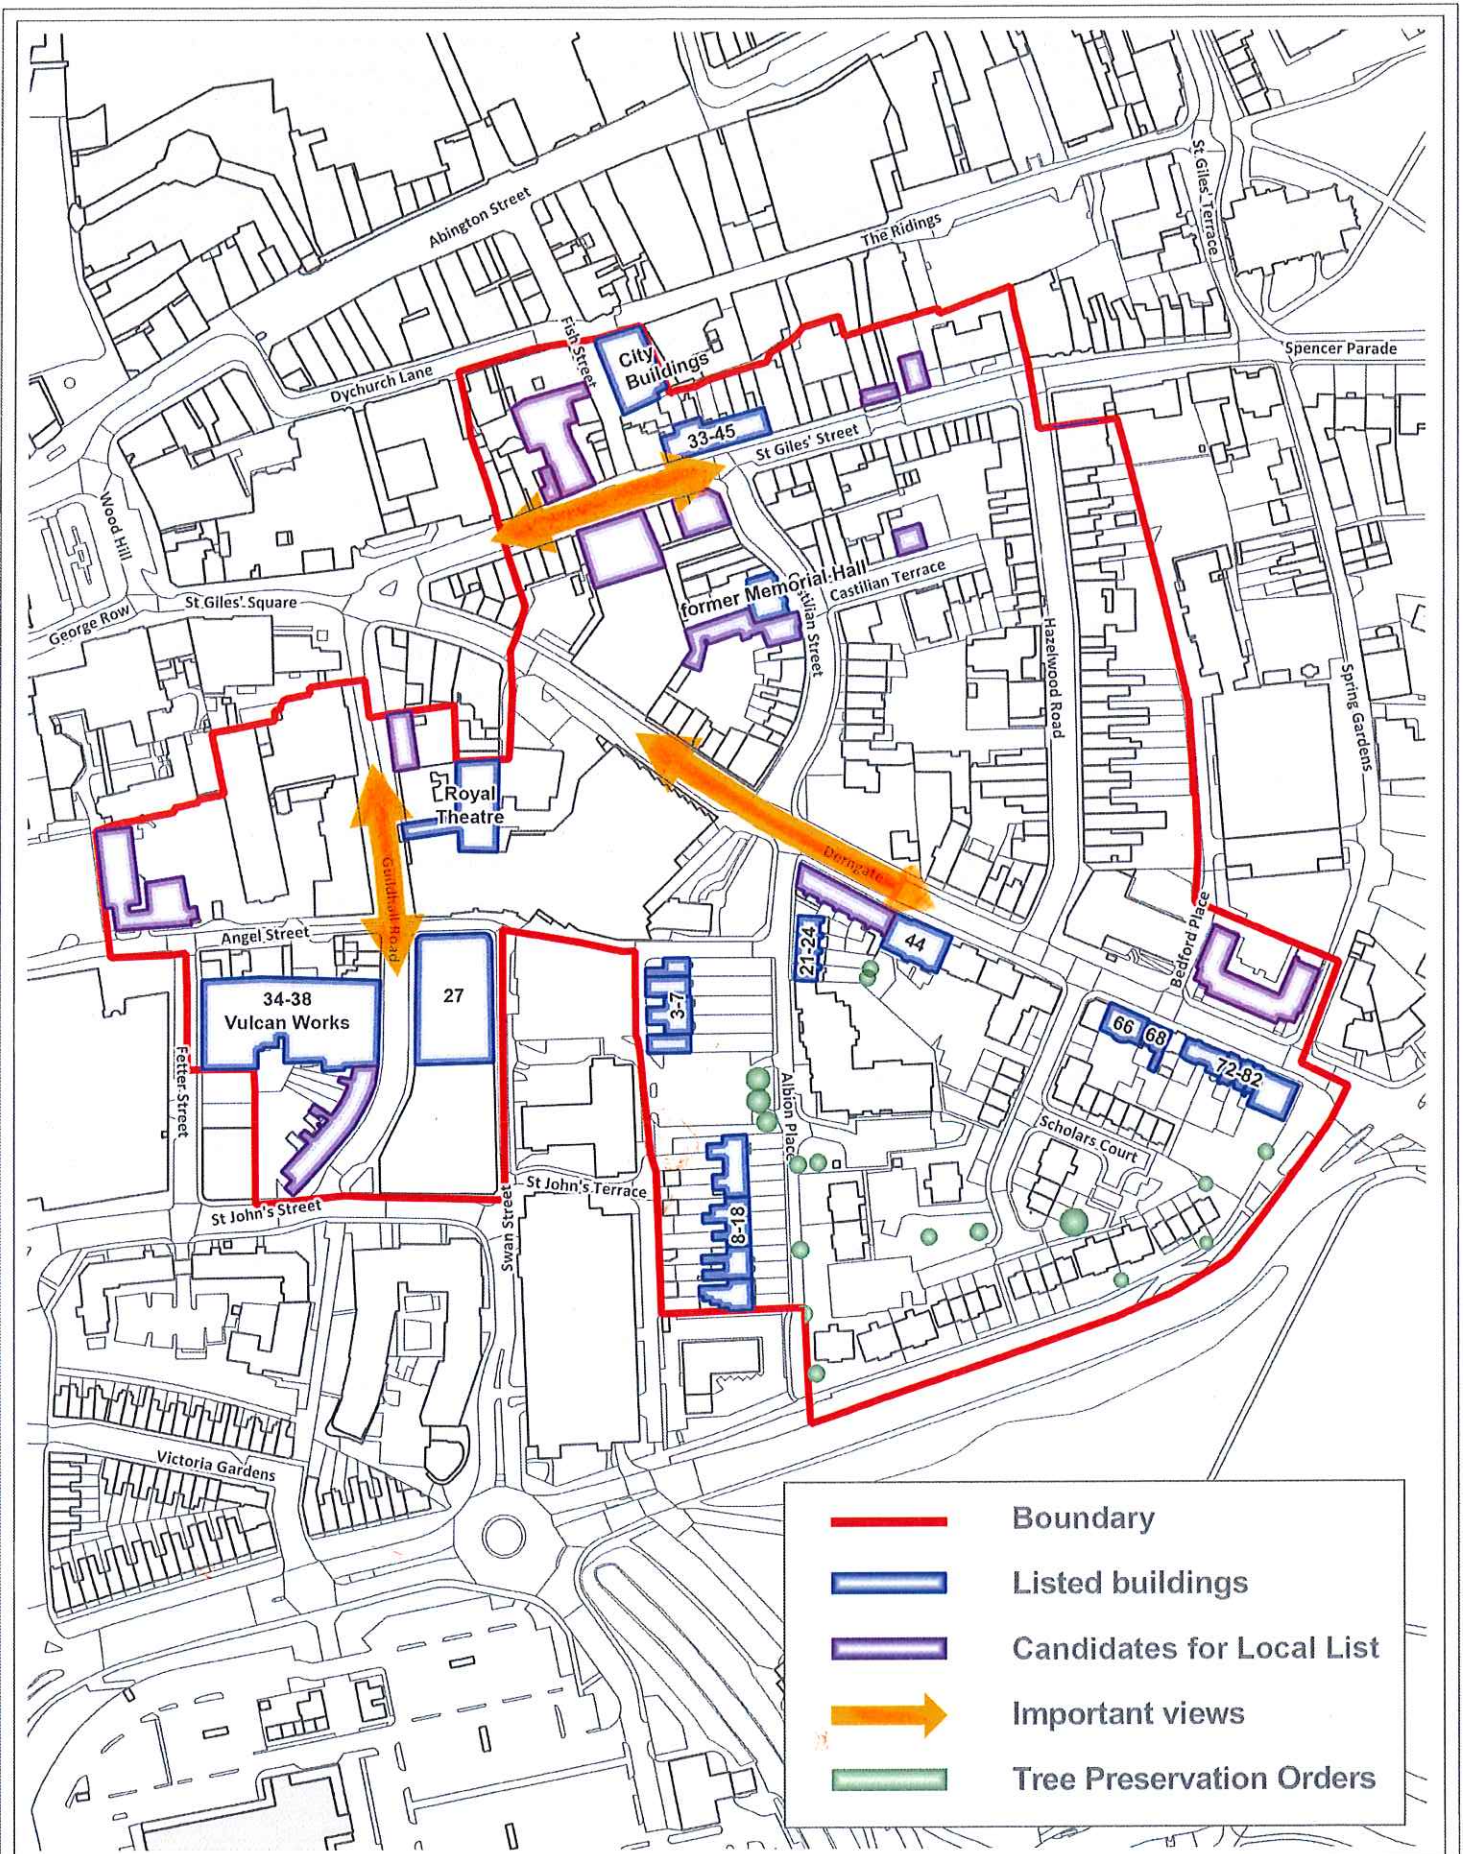 Abington Street
The Ridings
St Giles' Terrace
Fish Street
City
Buildings
Spencer Parade
Dychurch Lane
33-45
St Giles' Street
Wood Hill
former Memorial Hall
Castilian Terrace
St Giles' Square
George Row
Castilian Street
Hazelwood Road
Spring Gardens
Royal
Theatre
Derngate
Guildhall Road
Angel Street
Bedford Place
21-24
44
34-38
Vulcan Works
27
3-7
66
68
72-82
Fetter Street
Albion Place
Scholars Court
St John's Terrace
St John's Street
Swan Street
8-18
Victoria Gardens
Boundary
Listed buildings
Candidates for Local List
Important views
Tree Preservation Orders